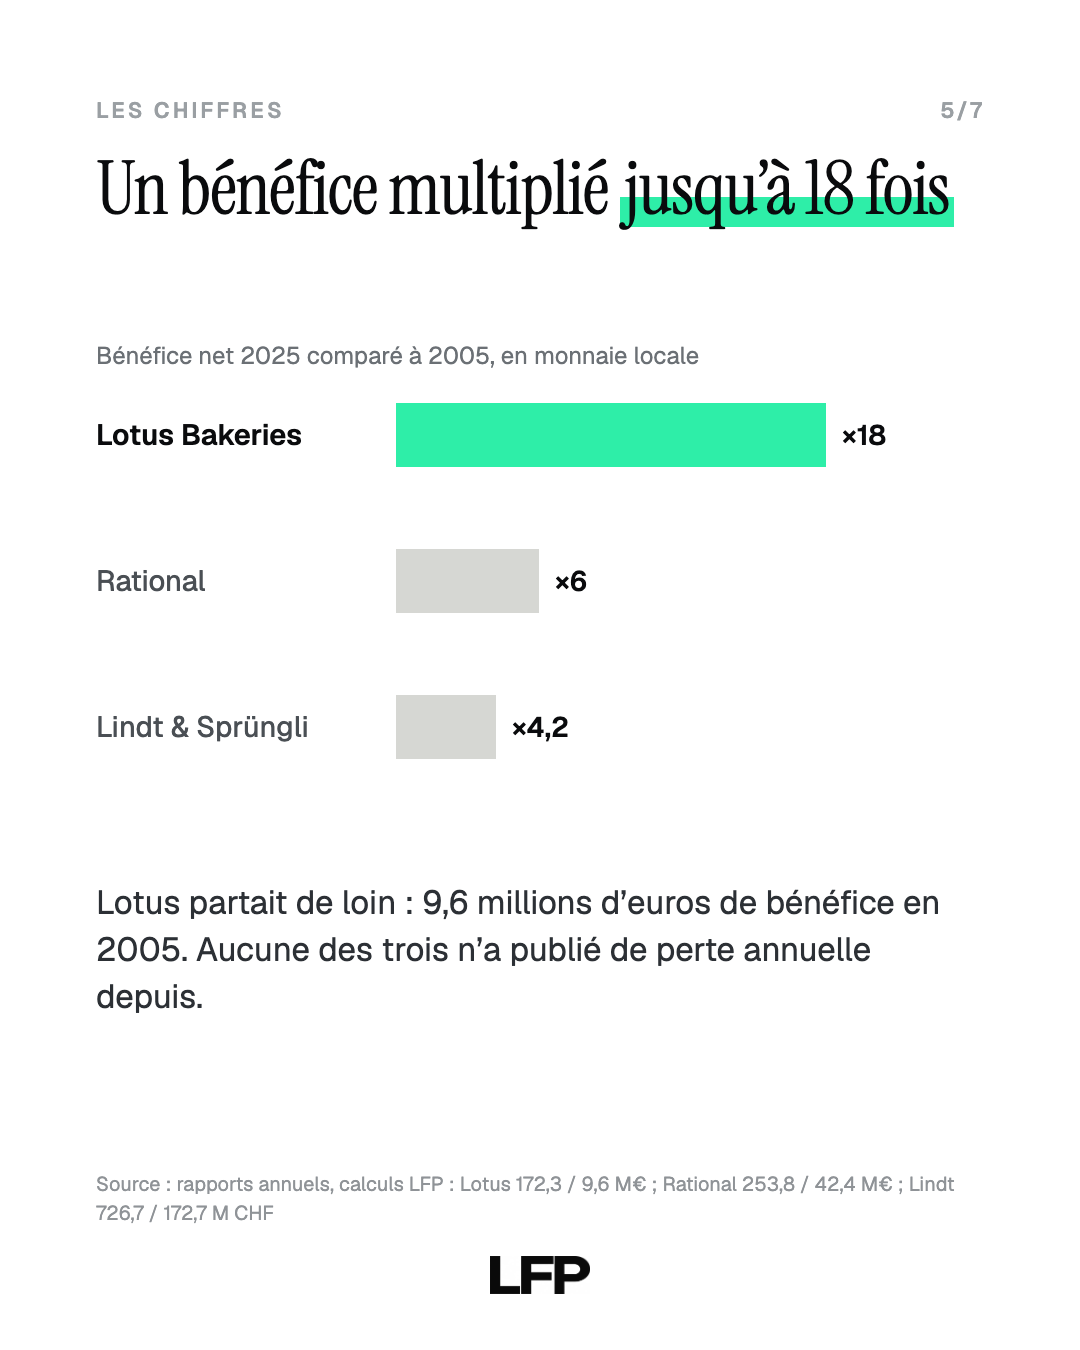 LES CHIFFRES 5/7
Un bénéfice multiplié jusqu’à 18 fois
Bénéfice net 2025 comparé à 2005, en monnaie locale
Lotus Bakeries ×18
Rational ×6
Lindt & Sprüngli ×4,2
Lotus partait de loin : 9,6 millions d’euros de bénéfice en
2005. Aucune des trois n’a publié de perte annuelle
depuis.
Source : rapports annuels, calculs LFP : Lotus 172,3 / 9,6 M€ ; Rational 253,8 / 42,4 M€ ; Lindt
726,7 / 172,7 M CHF
LFP